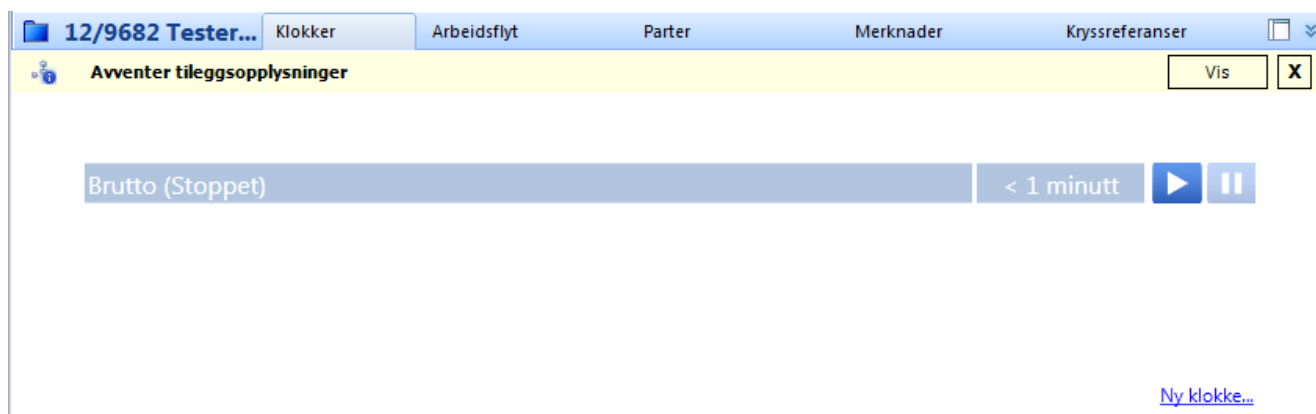 12/9682 Tester... Klokker Arbeidsflyt Parter Merknader Kryssreferanser
Avventer tileggsopplysninger Vis X
Brutto (Stoppet) < 1 minutt
Ny klokke...